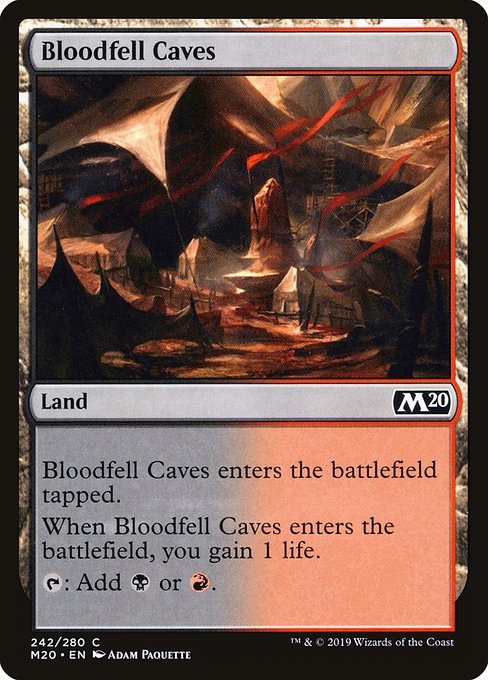 Bloodfell Caves
Land
M20
Bloodfell Caves enters the battlefield
tapped.
When Bloodfell Caves enters the
battlefield, you gain 1 life.
: Add or .
242/280 C
M20 • EN Adam Paquette
™ & © 2019 Wizards of the Coast